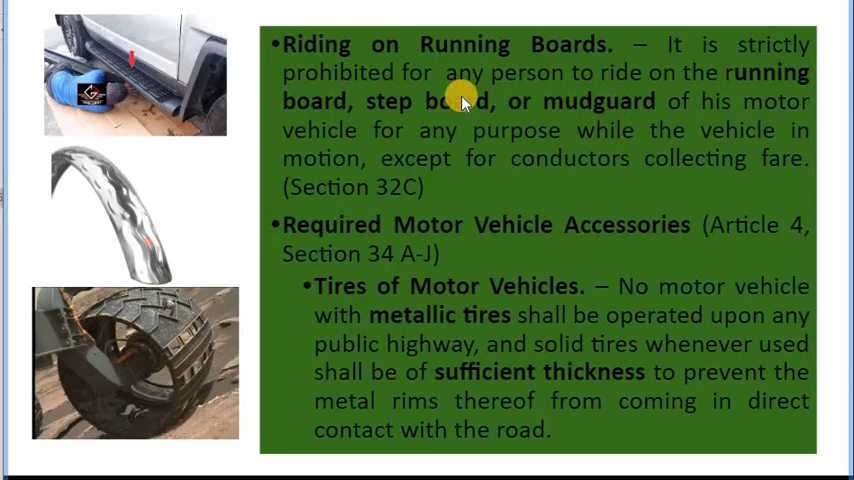 •Riding on Running Boards. – It is strictly
prohibited for any person to ride on the running
board, step board, or mudguard of his motor
vehicle for any purpose while the vehicle in
motion, except for conductors collecting fare.
(Section 32C)
•Required Motor Vehicle Accessories (Article 4,
Section 34 A-J)
•Tires of Motor Vehicles. – No motor vehicle
with metallic tires shall be operated upon any
public highway, and solid tires whenever used
shall be of sufficient thickness to prevent the
metal rims thereof from coming in direct
contact with the road.